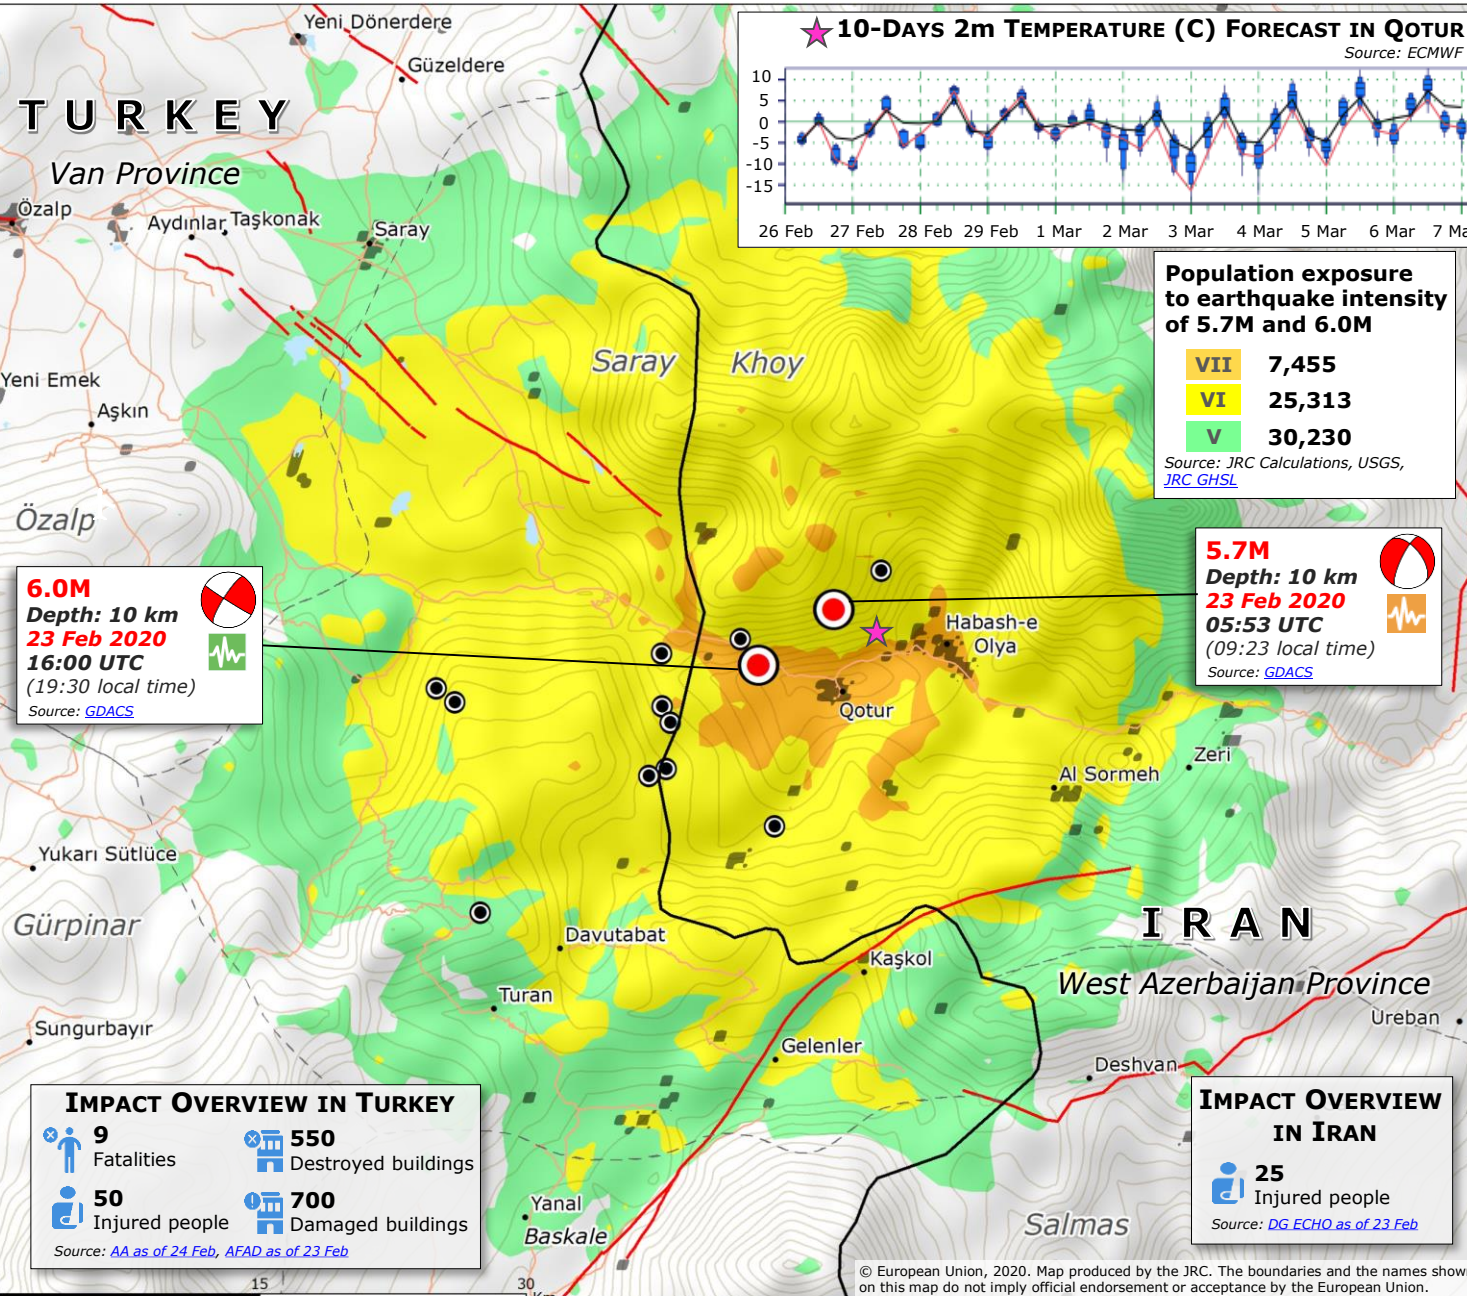 Yeni Dönerdere
Güzeldere
TURKEY
Van Province
Özalp
Aydınlar
Taşkonak
Saray
10-DAYS 2m TEMPERATURE (C) FORECAST IN QOTUR
Source: ECMWF
10
5
0
-5
-10
-15
26 Feb
27 Feb
28 Feb
29 Feb
1 Mar
2 Mar
3 Mar
4 Mar
5 Mar
6 Mar
7 Ma
Population exposure
to earthquake intensity
of 5.7M and 6.0M
VII 7,455
VI 25,313
V 30,230
Source: JRC Calculations, USGS,
JRC GHSL
Saray
Khoy
Yeni Emek
Aşkın
Özalp
6.0M
Depth: 10 km
23 Feb 2020
16:00 UTC
(19:30 local time)
Source: GDACS
5.7M
Depth: 10 km
23 Feb 2020
05:53 UTC
(09:23 local time)
Source: GDACS
Habash-e
Olya
Qotur
Zeri
Al Sormeh
Yukarı Sütlüce
Gürpinar
Davutabat
Kaşkol
IRAN
West Azerbaijan Province
Turan
Ureban
Sungurbayır
Gelenler
Deshvan
IMPACT OVERVIEW IN TURKEY
9
Fatalities
550
Destroyed buildings
50
Injured people
700
Damaged buildings
Source: AA as of 24 Feb, AFAD as of 23 Feb
IMPACT OVERVIEW
IN IRAN
25
Injured people
Source: DG ECHO as of 23 Feb
Yanal
Baskale
Salmas
15
30
Km
© European Union, 2020. Map produced by the JRC. The boundaries and the names show
on this map do not imply official endorsement or acceptance by the European Union.